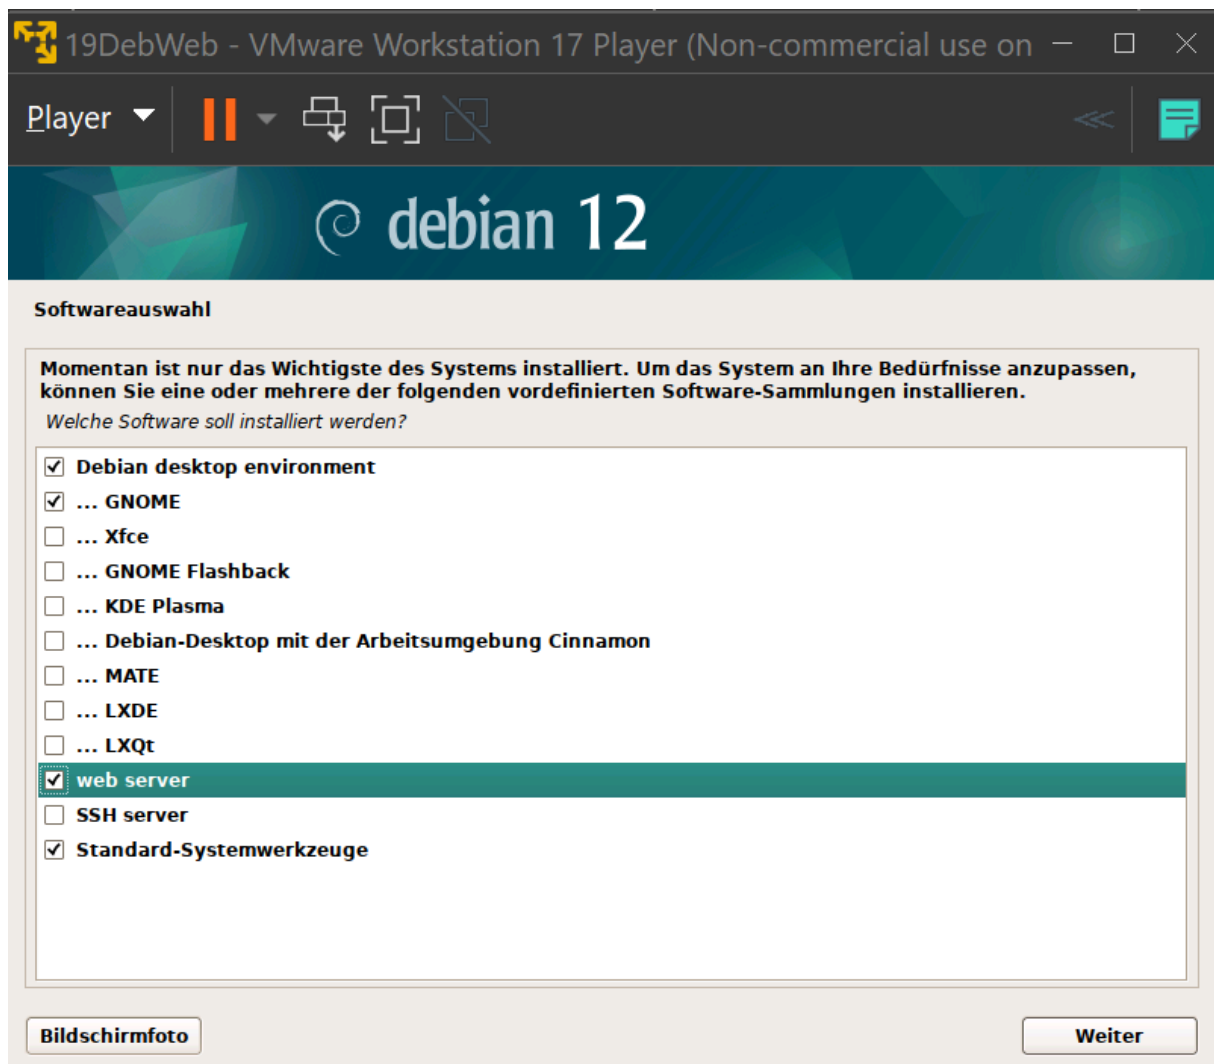 19DebWeb - VMware Workstation 17 Player (Non-commercial use on
Player
debian 12
Softwareauswahl
Momentan ist nur das Wichtigste des Systems installiert. Um das System an Ihre Bedürfnisse anzupassen,
können Sie eine oder mehrere der folgenden vordefinierten Software-Sammlungen installieren.
Welche Software soll installiert werden?
Debian desktop environment
... GNOME
... Xfce
... GNOME Flashback
... KDE Plasma
... Debian-Desktop mit der Arbeitsumgebung Cinnamon
... MATE
... LXDE
... LXQt
web server
SSH server
Standard-Systemwerkzeuge
Bildschirmfoto
Weiter